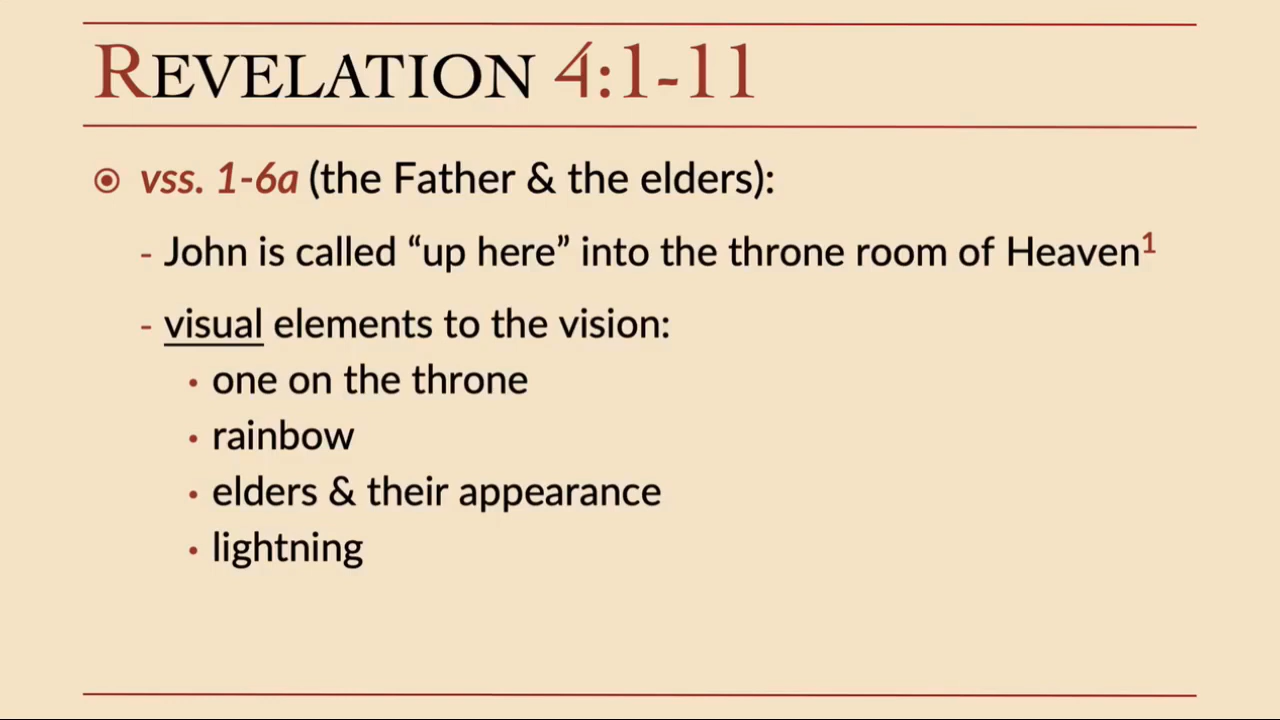 REVELATION 4:1-11
vss. 1-6a (the Father & the elders):
- John is called “up here” into the throne room of Heaven¹
- visual elements to the vision:
• one on the throne
• rainbow
• elders & their appearance
• lightning